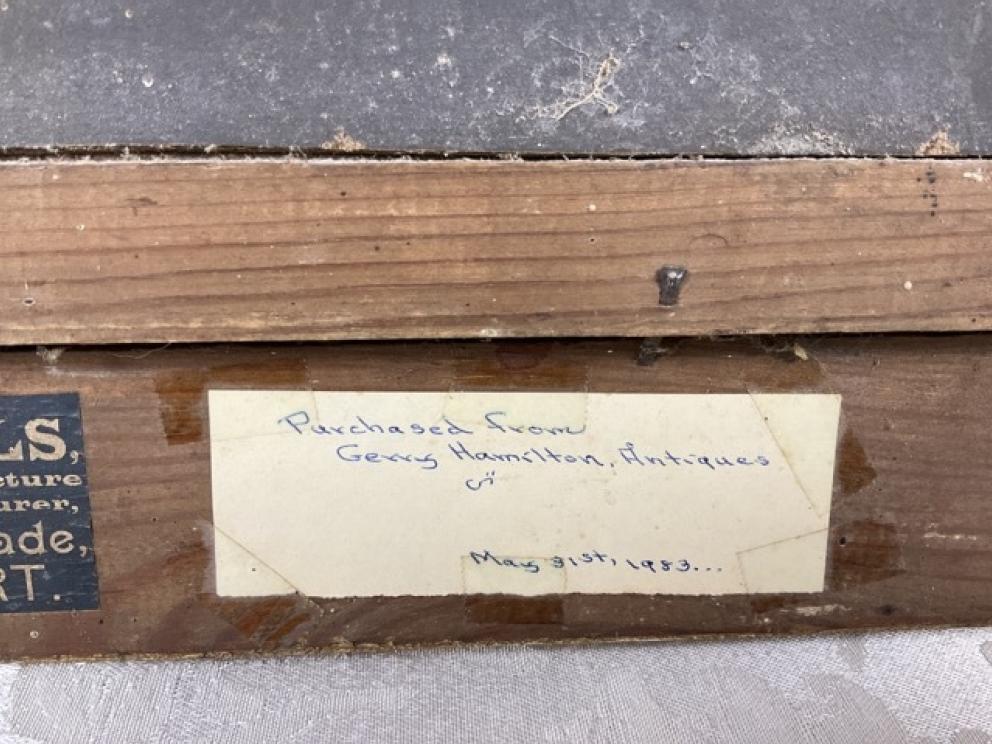 LS,
cture
urer,
ade,
RT.
Purchased from
Gerry Hamilton, Antiques
May 31st, 1983...